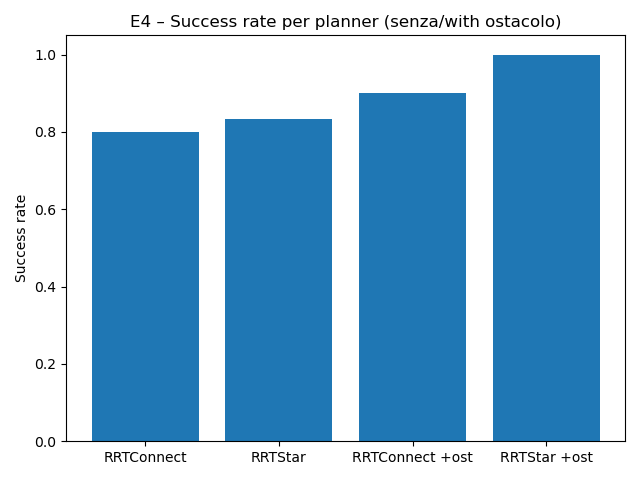 E4 – Success rate per planner (senza/with ostacolo)
Success rate
1.0
0.8
0.6
0.4
0.2
0.0
RRTConnect
RRTStar
RRTConnect +ost
RRTStar +ost